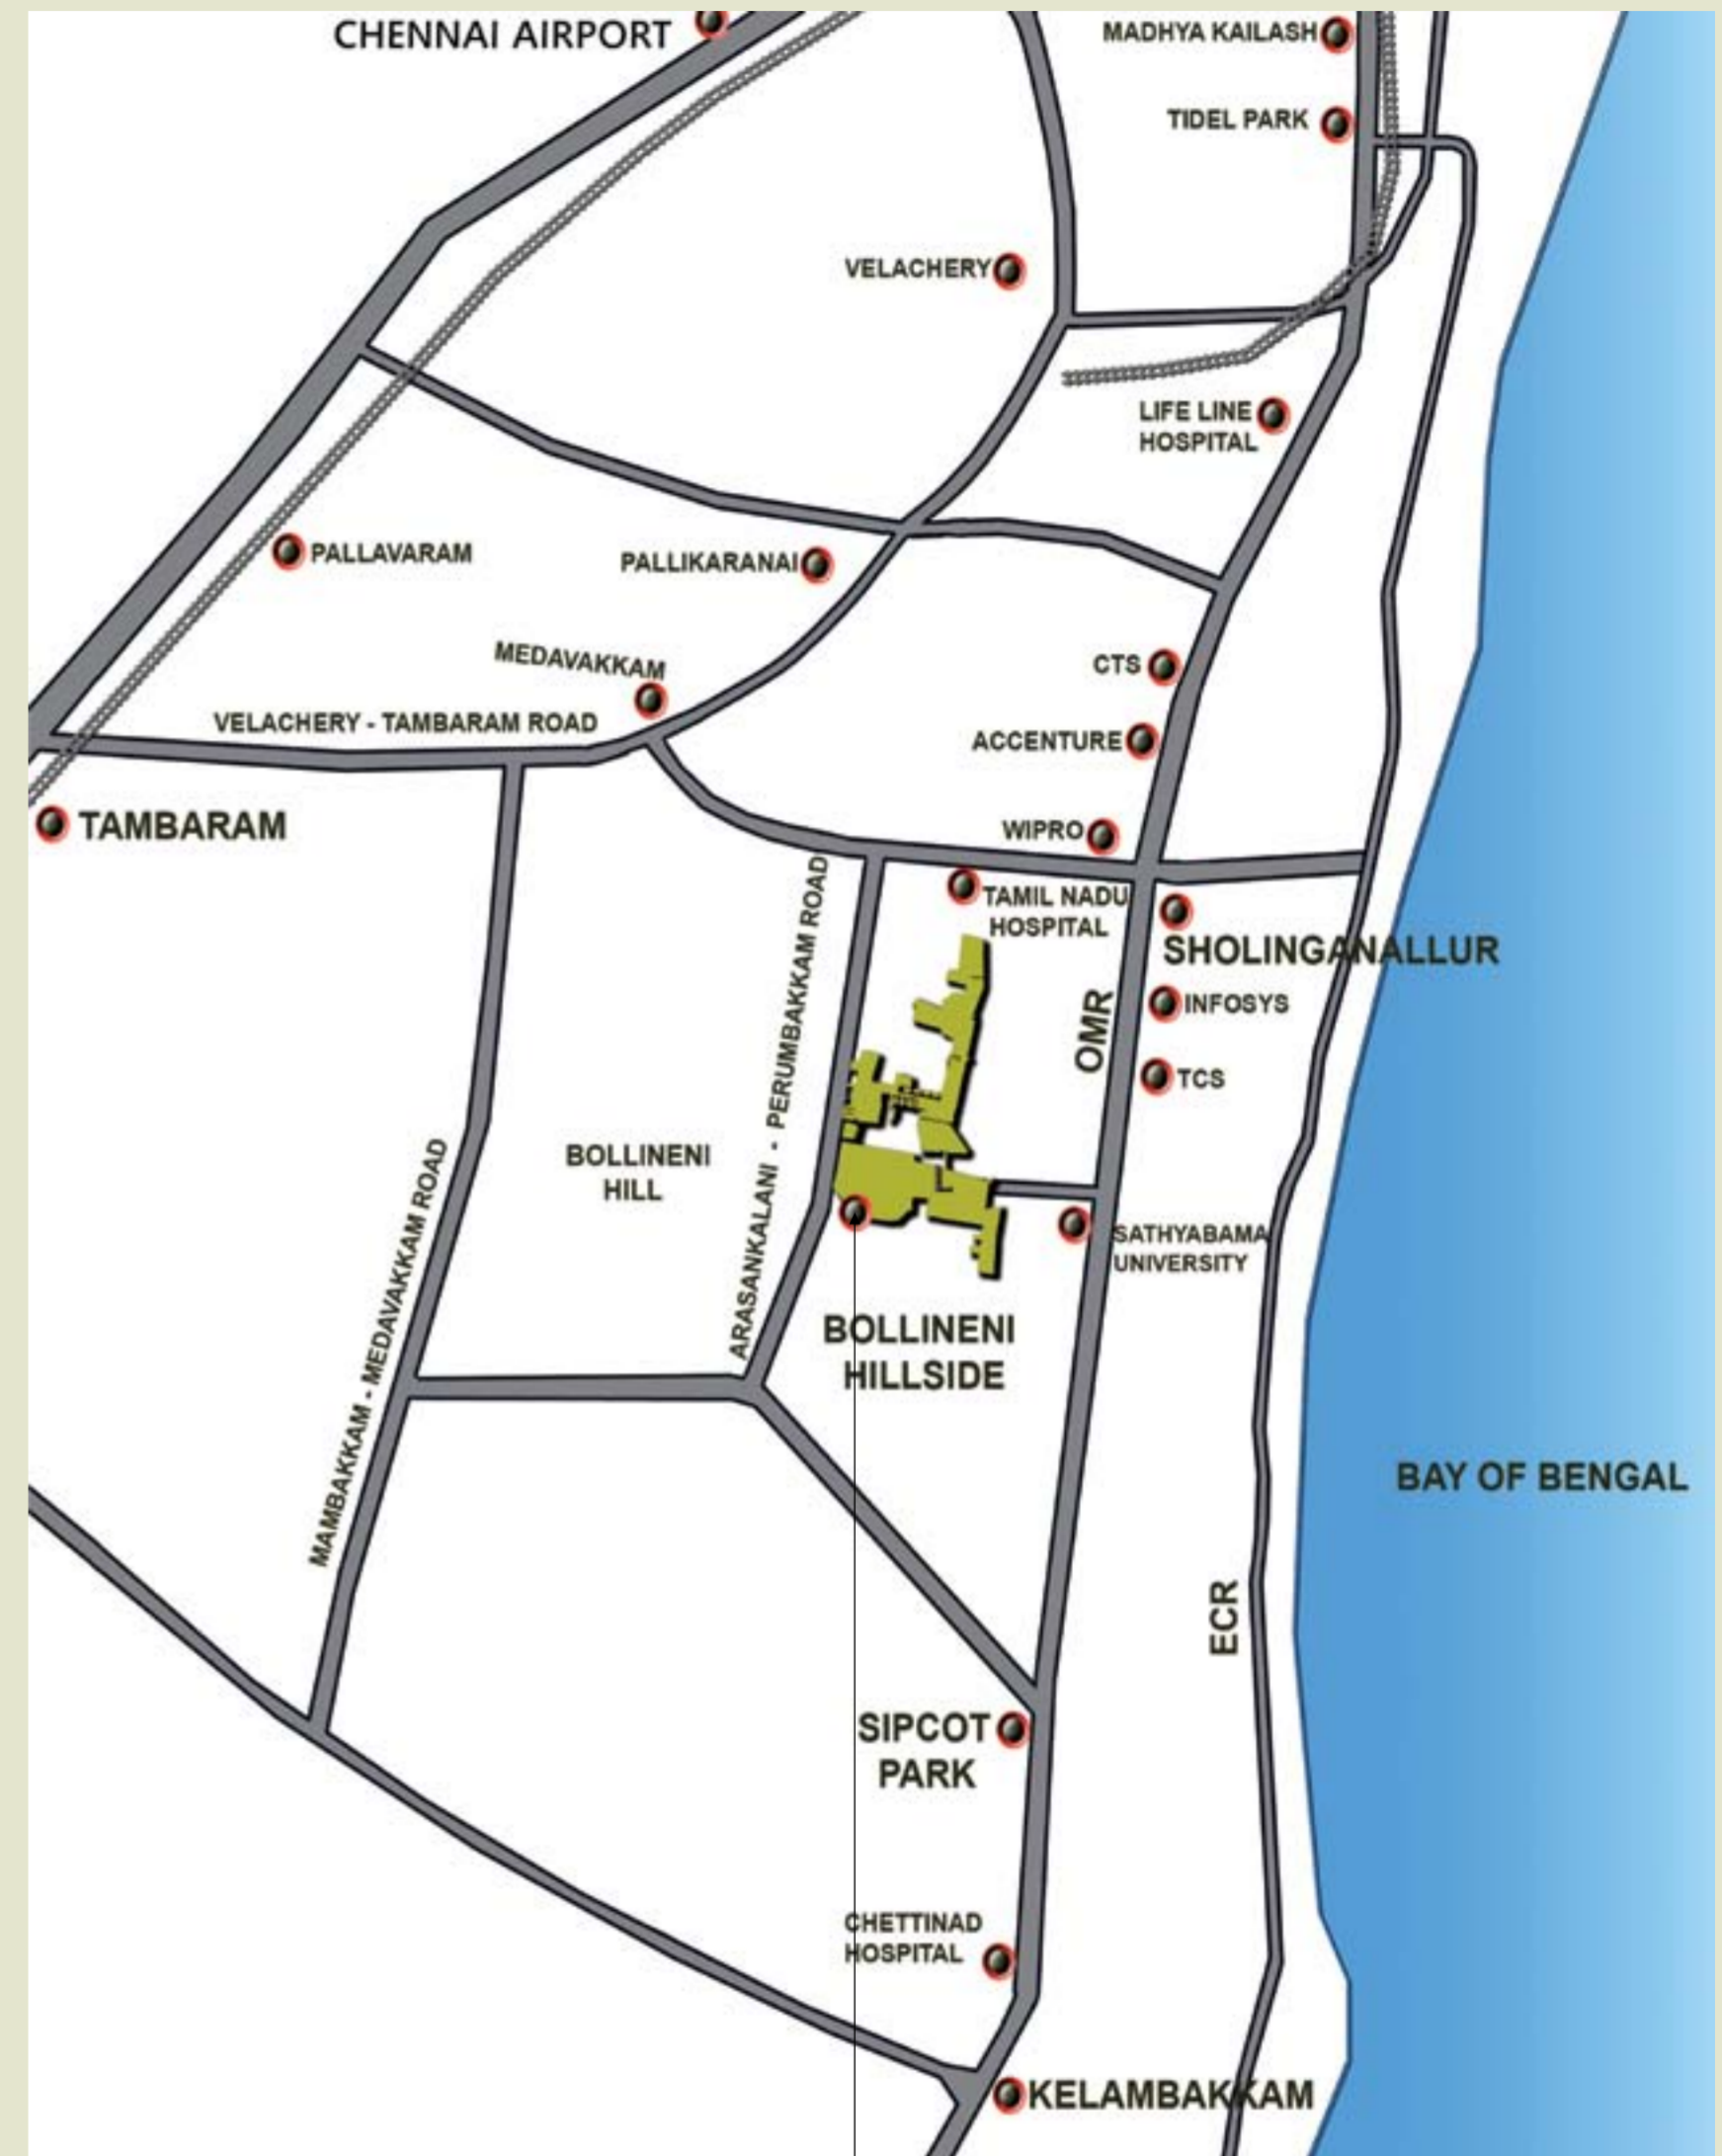 CHENNAI AIRPORT
MADHYA KAILASH
TIDEL PARK
VELACHERY
LIFE LINE
HOSPITAL
PALLAVARAM
PALLIKARANAI
MEDAVAKKAM
CTS
VELACHERY - TAMBARAM ROAD
ACCENTURE
TAMBARAM
WIPRO
TAMIL NADU
HOSPITAL
SHOLINGANALLUR
INFOSYS
OMR
TCS
ARASANKALANI - PERUMBAKKAM ROAD
BOLLINENI
HILL
MAMBAKKAM - MEDAVAKKAM ROAD
SATHYABAMA
UNIVERSITY
BOLLINENI
HILLSIDE
BAY OF BENGAL
ECR
SIPCOT
PARK
CHETTINAD
HOSPITAL
KELAMBAKKAM